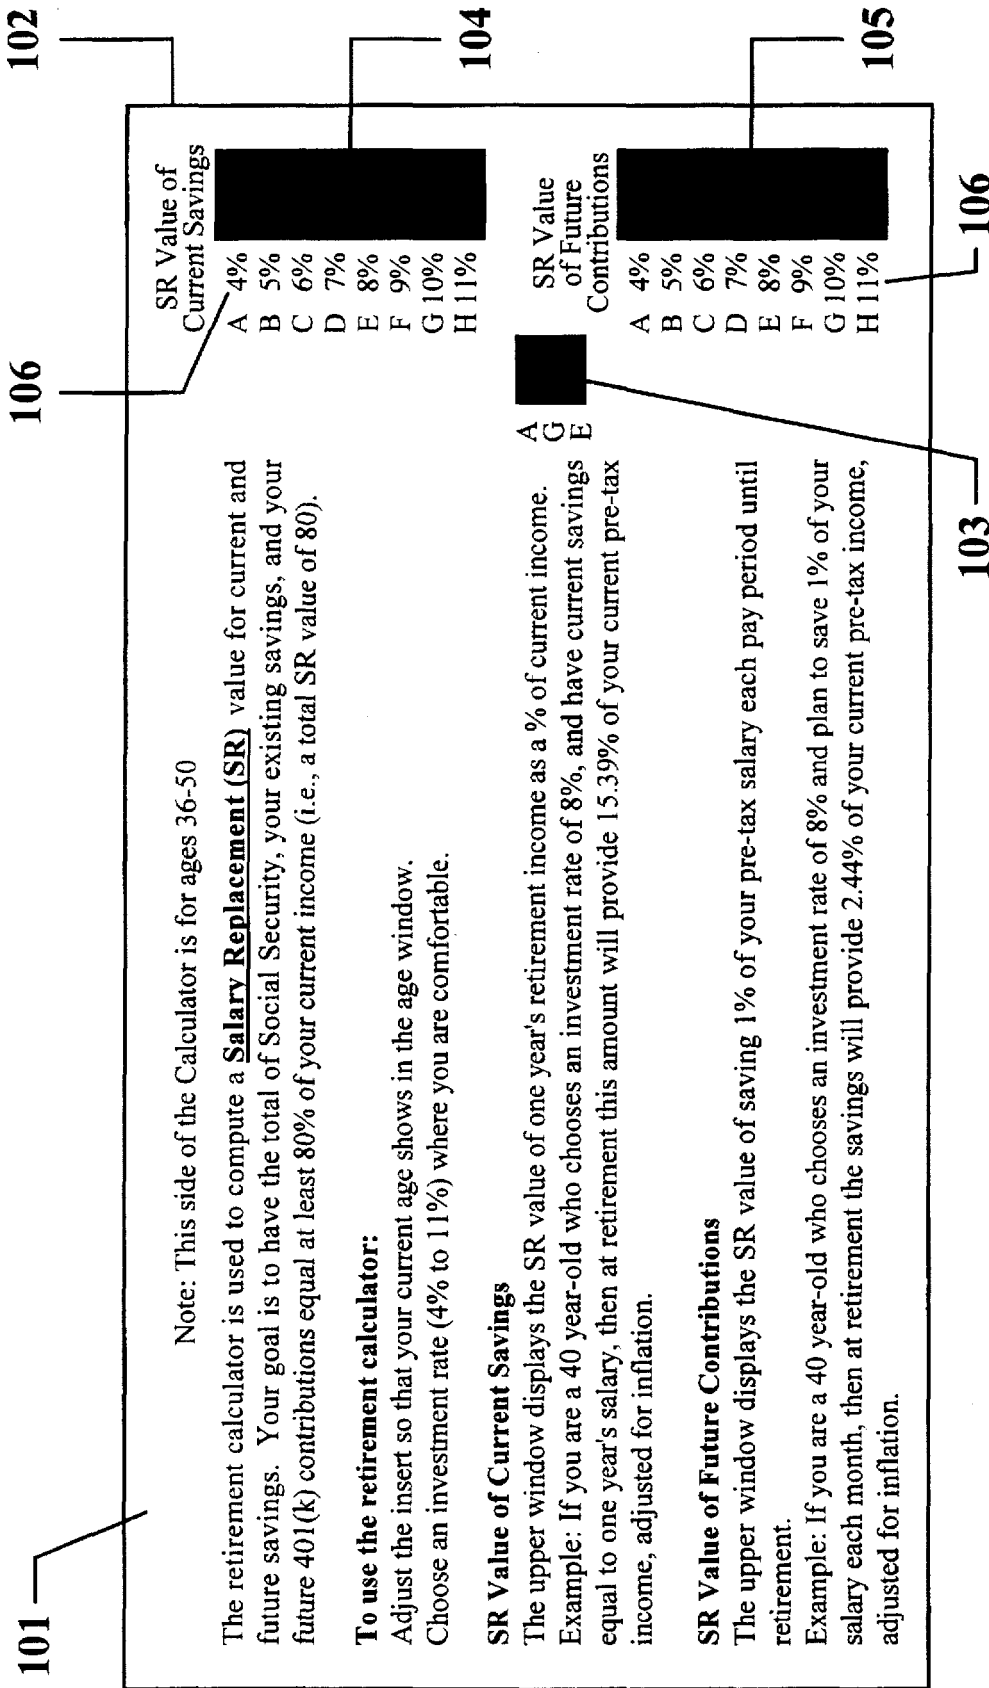 101
102
106
104
105
106
103
Note: This side of the Calculator is for ages 36-50
The retirement calculator is used to compute a Salary Replacement (SR) value for current and
future savings. Your goal is to have the total of Social Security, your existing savings, and your
future 401(k) contributions equal at least 80% of your current income (i.e., a total SR value of 80).
To use the retirement calculator:
Adjust the insert so that your current age shows in the age window.
Choose an investment rate (4% to 11%) where you are comfortable.
SR Value of Current Savings
The upper window displays the SR value of one year's retirement income as a % of current income.
Example: If you are a 40 year-old who chooses an investment rate of 8%, and have current savings
equal to one year's salary, then at retirement this amount will provide 15.39% of your current pre-tax
income, adjusted for inflation.
SR Value of Future Contributions
The upper window displays the SR value of saving 1% of your pre-tax salary each pay period until
retirement.
Example: If you are a 40 year-old who chooses an investment rate of 8% and plan to save 1% of your
salary each month, then at retirement the savings will provide 2.44% of your current pre-tax income,
adjusted for inflation.
SR Value of
Current Savings
A 4%
B 5%
C 6%
D 7%
E 8%
F 9%
G 10%
H 11%
A
G
E
SR Value
of Future
Contributions
A 4%
B 5%
C 6%
D 7%
E 8%
F 9%
G 10%
H 11%